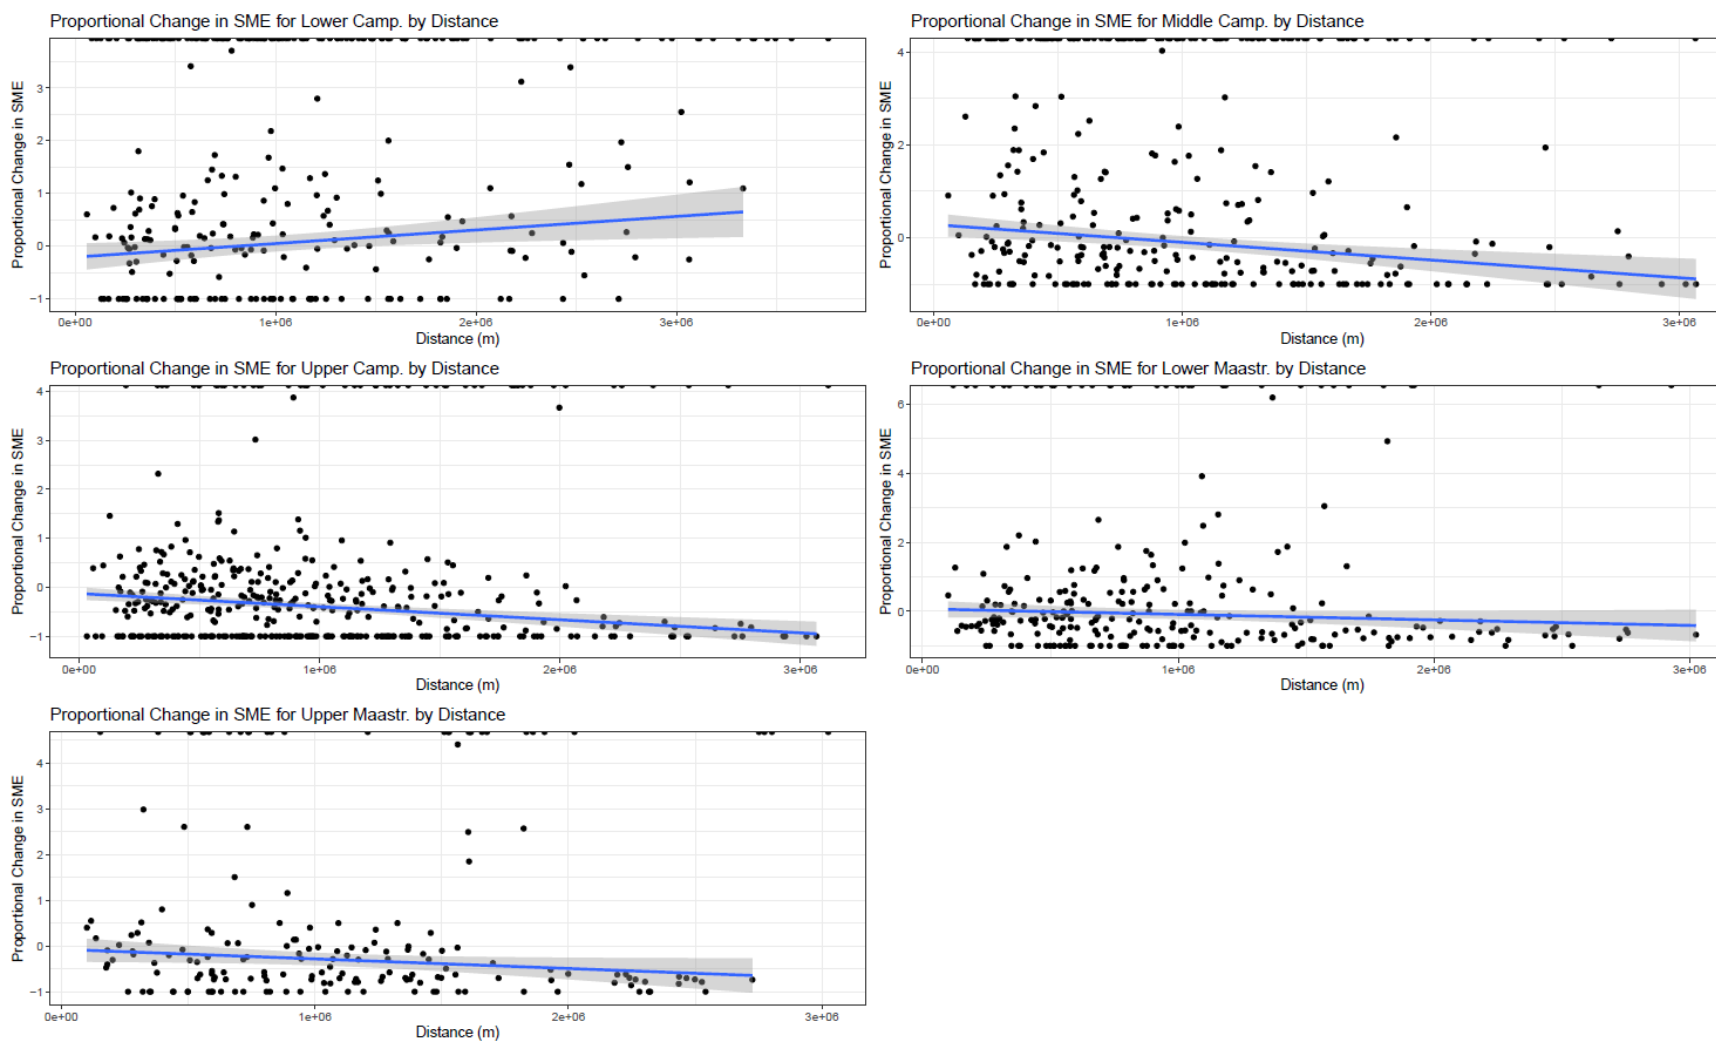 Proportional Change in SME for Lower Camp. by Distance
Proportional Change in SME
3
2
1
0
−1
0e+00 1e+06 2e+06 3e+06
Distance (m)
Proportional Change in SME for Middle Camp. by Distance
Proportional Change in SME
4
2
0
0e+00 1e+06 2e+06 3e+06
Distance (m)
Proportional Change in SME for Upper Camp. by Distance
Proportional Change in SME
4
3
2
1
0
−1
0e+00 1e+06 2e+06 3e+06
Distance (m)
Proportional Change in SME for Lower Maastr. by Distance
Proportional Change in SME
6
4
2
0
0e+00 1e+06 2e+06 3e+06
Distance (m)
Proportional Change in SME for Upper Maastr. by Distance
Proportional Change in SME
4
3
2
1
0
−1
0e+00 1e+06 2e+06 3e+06
Distance (m)